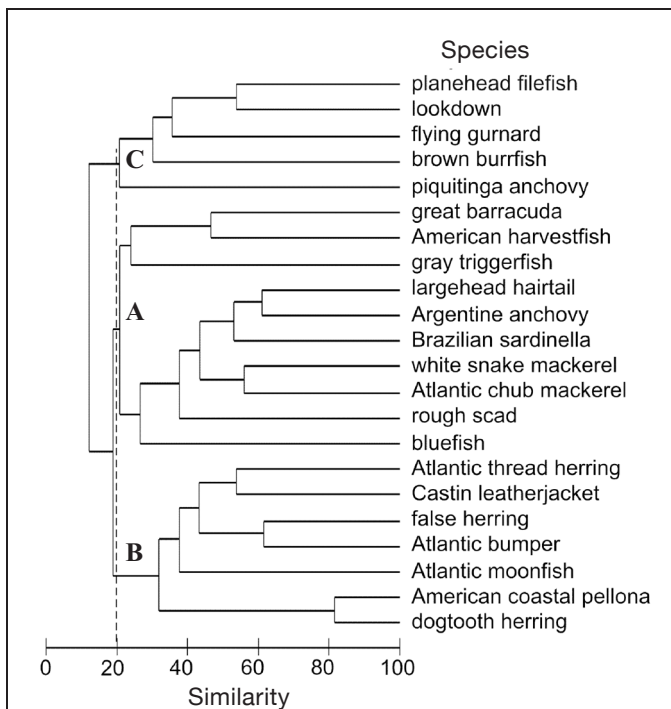 Species
planehead filefish
lookdown
flying gurnard
C
brown burrfish
piquitinga anchovy
great barracuda
American harvestfish
gray triggerfish
largehead hairtail
A
Argentine anchovy
Brazilian sardinella
white snake mackerel
Atlantic chub mackerel
rough scad
bluefish
Atlantic thread herring
Castin leatherjacket
false herring
B
Atlantic bumper
Atlantic moonfish
American coastal pellona
dogtooth herring
0 20 40 60 80 100
Similarity